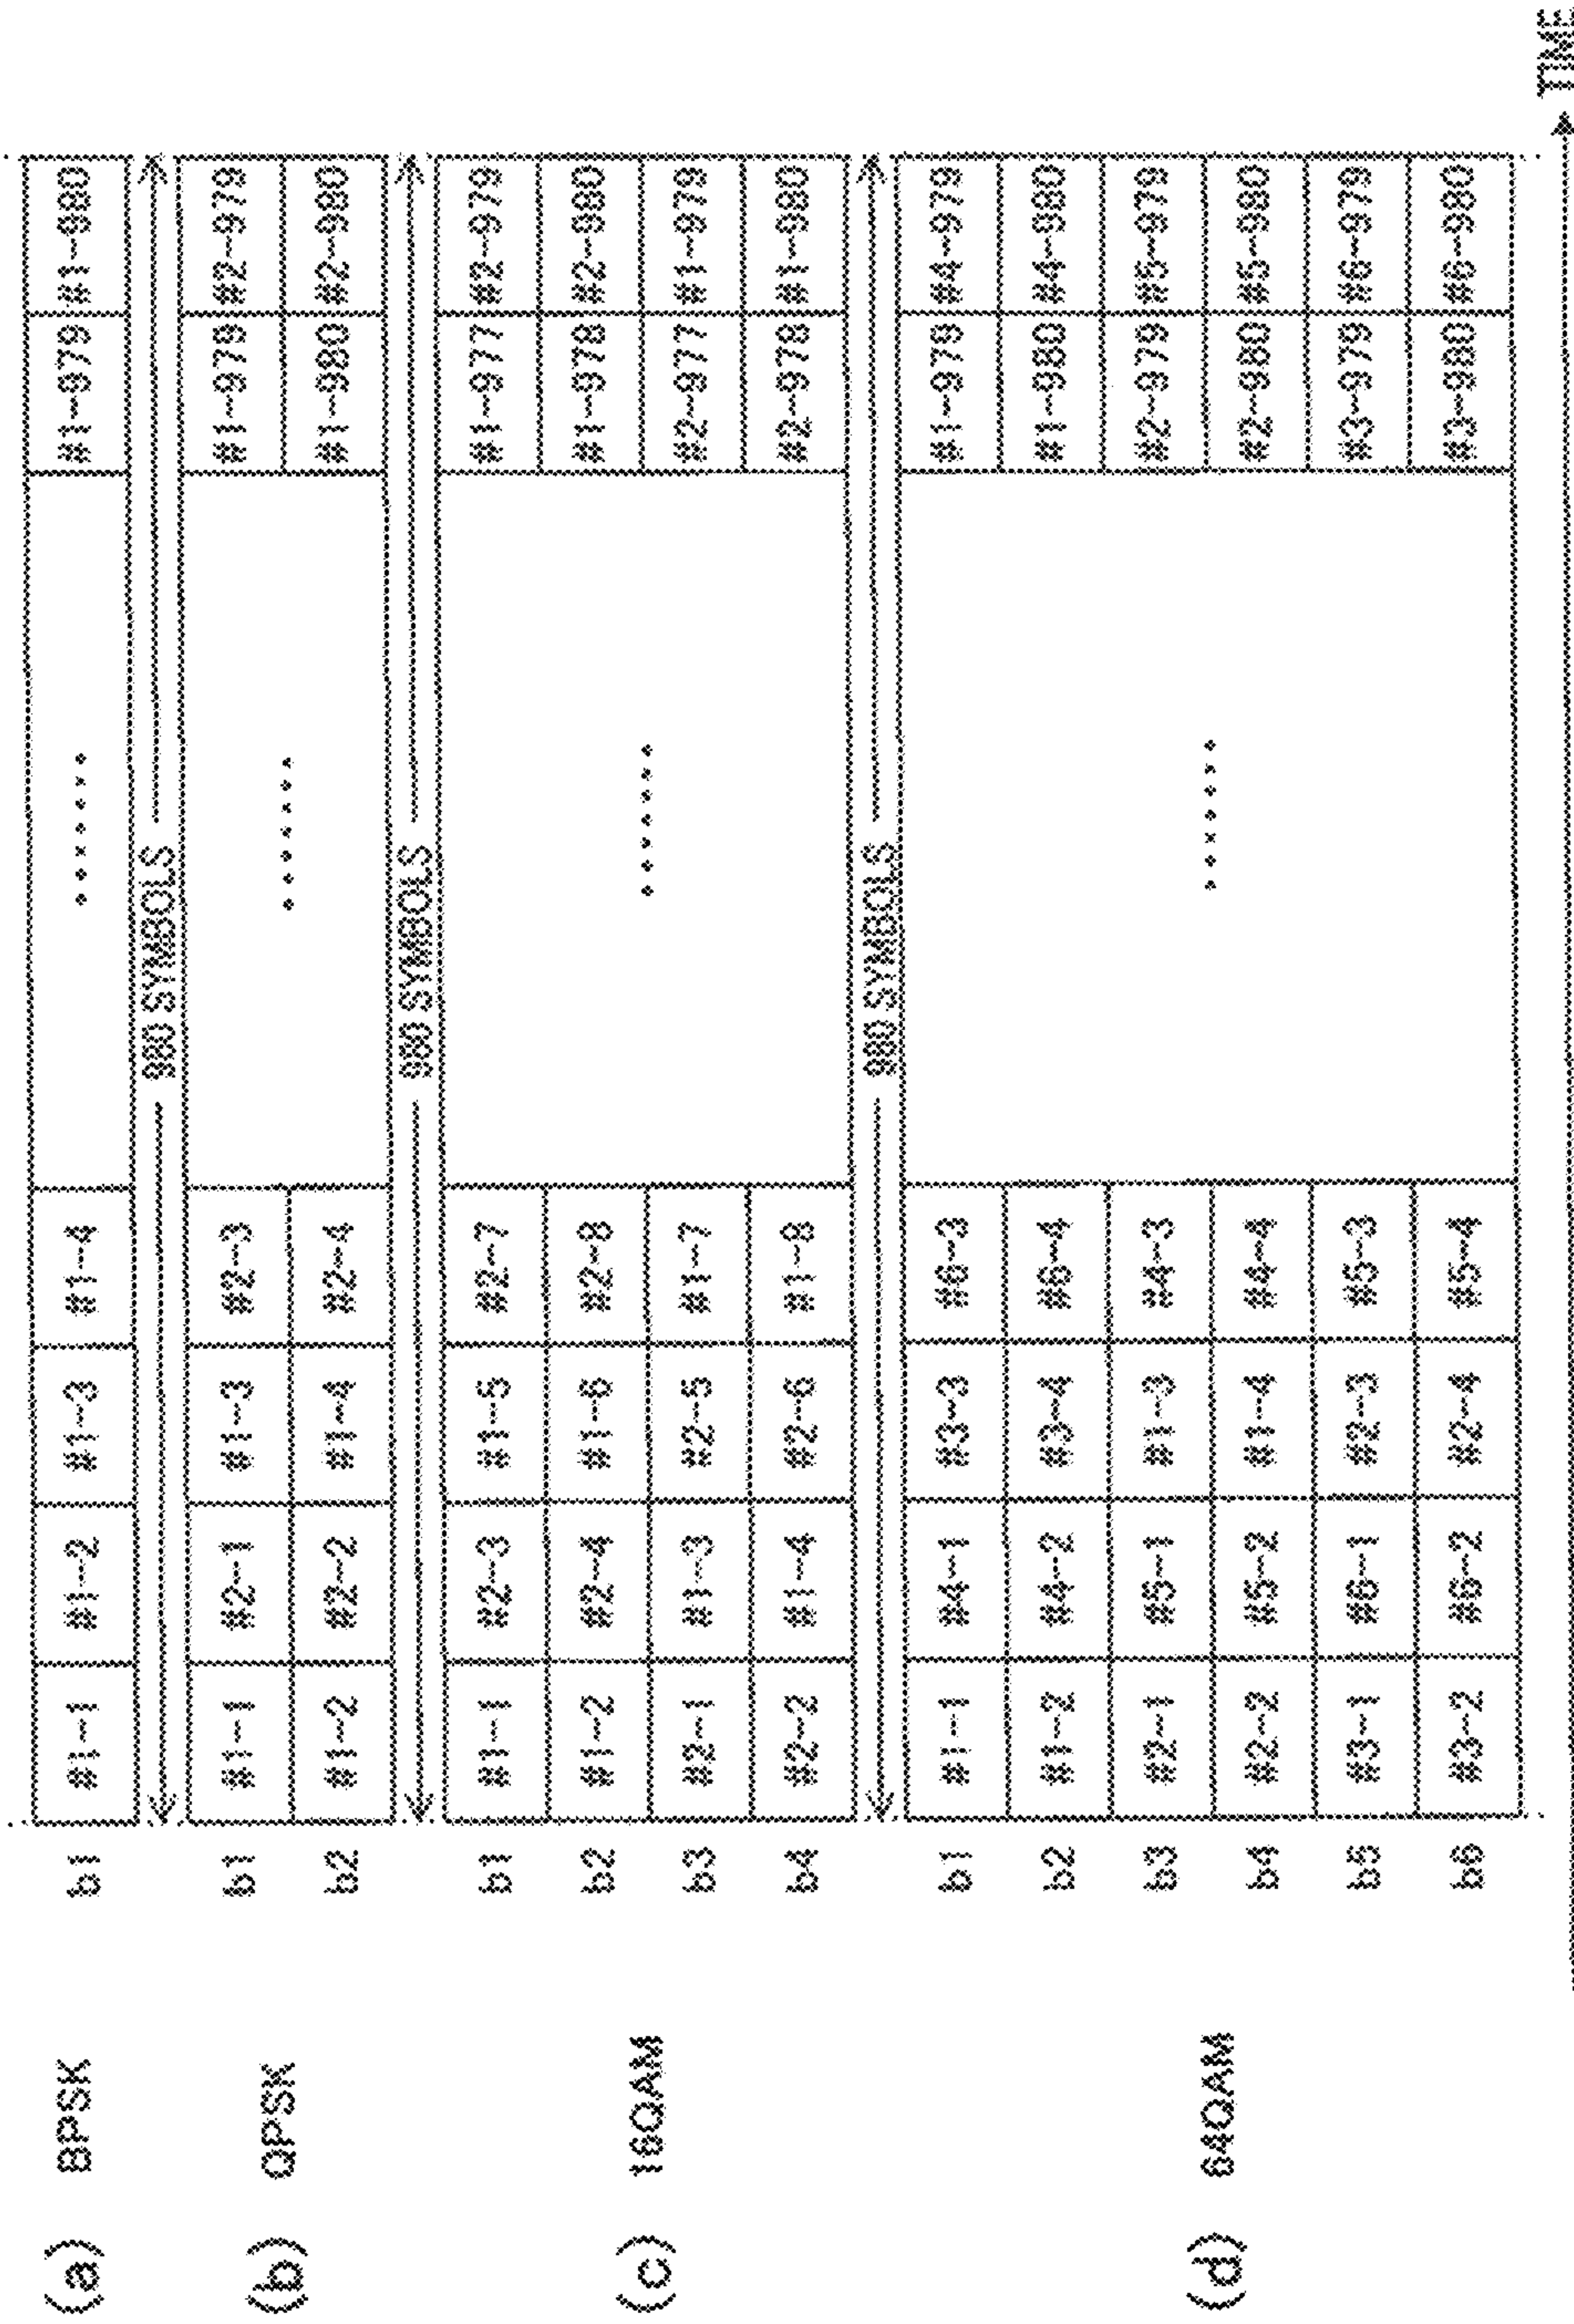 (a) BPSK b1 #1-1 #1-2 #1-3 #1-4 ······ #1-979 #1-980
980 SYMBOLS
(b) QPSK
b1 #1-1 #2-1 #1-3 #2-3 ······ #1-979 #2-979
b2 #1-2 #2-2 #1-4 #2-4 #1-980 #2-980
980 SYMBOLS
(c) 16QAM
b1 #1-1 #2-3 #1-5 #2-7 ······ #1-977 #2-979
b2 #1-2 #2-4 #1-6 #2-8 #1-978 #2-980
b3 #2-1 #1-3 #2-5 #1-7 #2-977 #1-979
b4 #2-2 #1-4 #2-6 #1-8 #2-978 #1-980
980 SYMBOLS
(d) 64QAM
b1 #1-1 #4-1 #3-3 #6-3 ······ #1-979 #4-979
b2 #1-2 #4-2 #3-4 #6-4 #1-980 #4-980
b3 #2-1 #5-1 #1-3 #4-3 #2-979 #5-979
b4 #2-2 #5-2 #1-4 #4-4 #2-980 #5-980
b5 #3-1 #6-1 #2-3 #5-3 #3-979 #6-979
b6 #3-2 #6-2 #2-4 #5-4 #3-980 #6-980
TIME